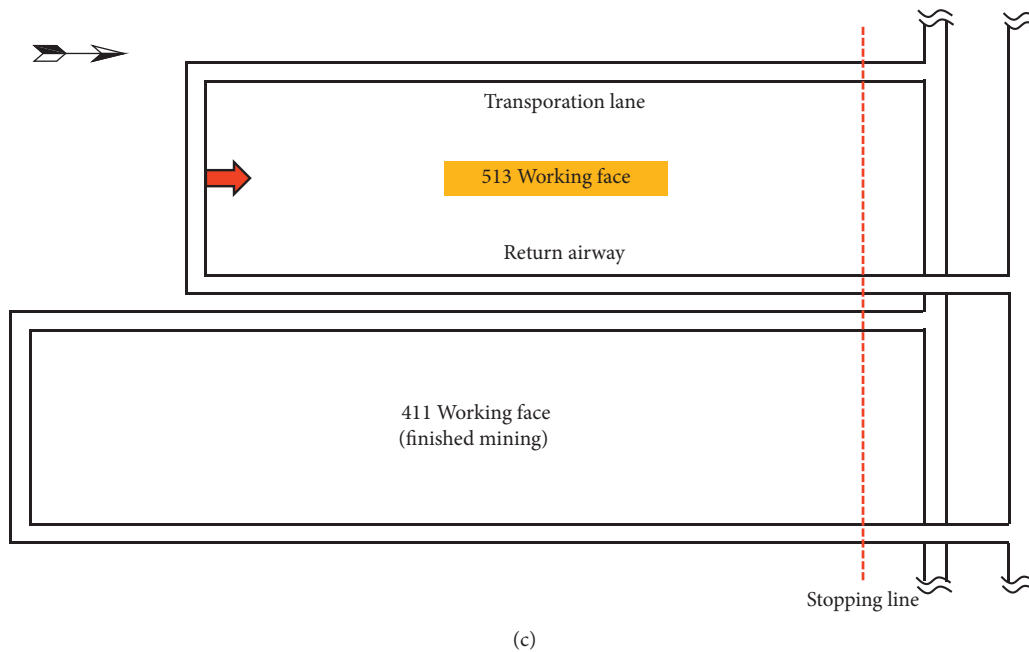 Transporation lane
513 Working face
Return airway
411 Working face
(finished mining)
Stopping line
(c)